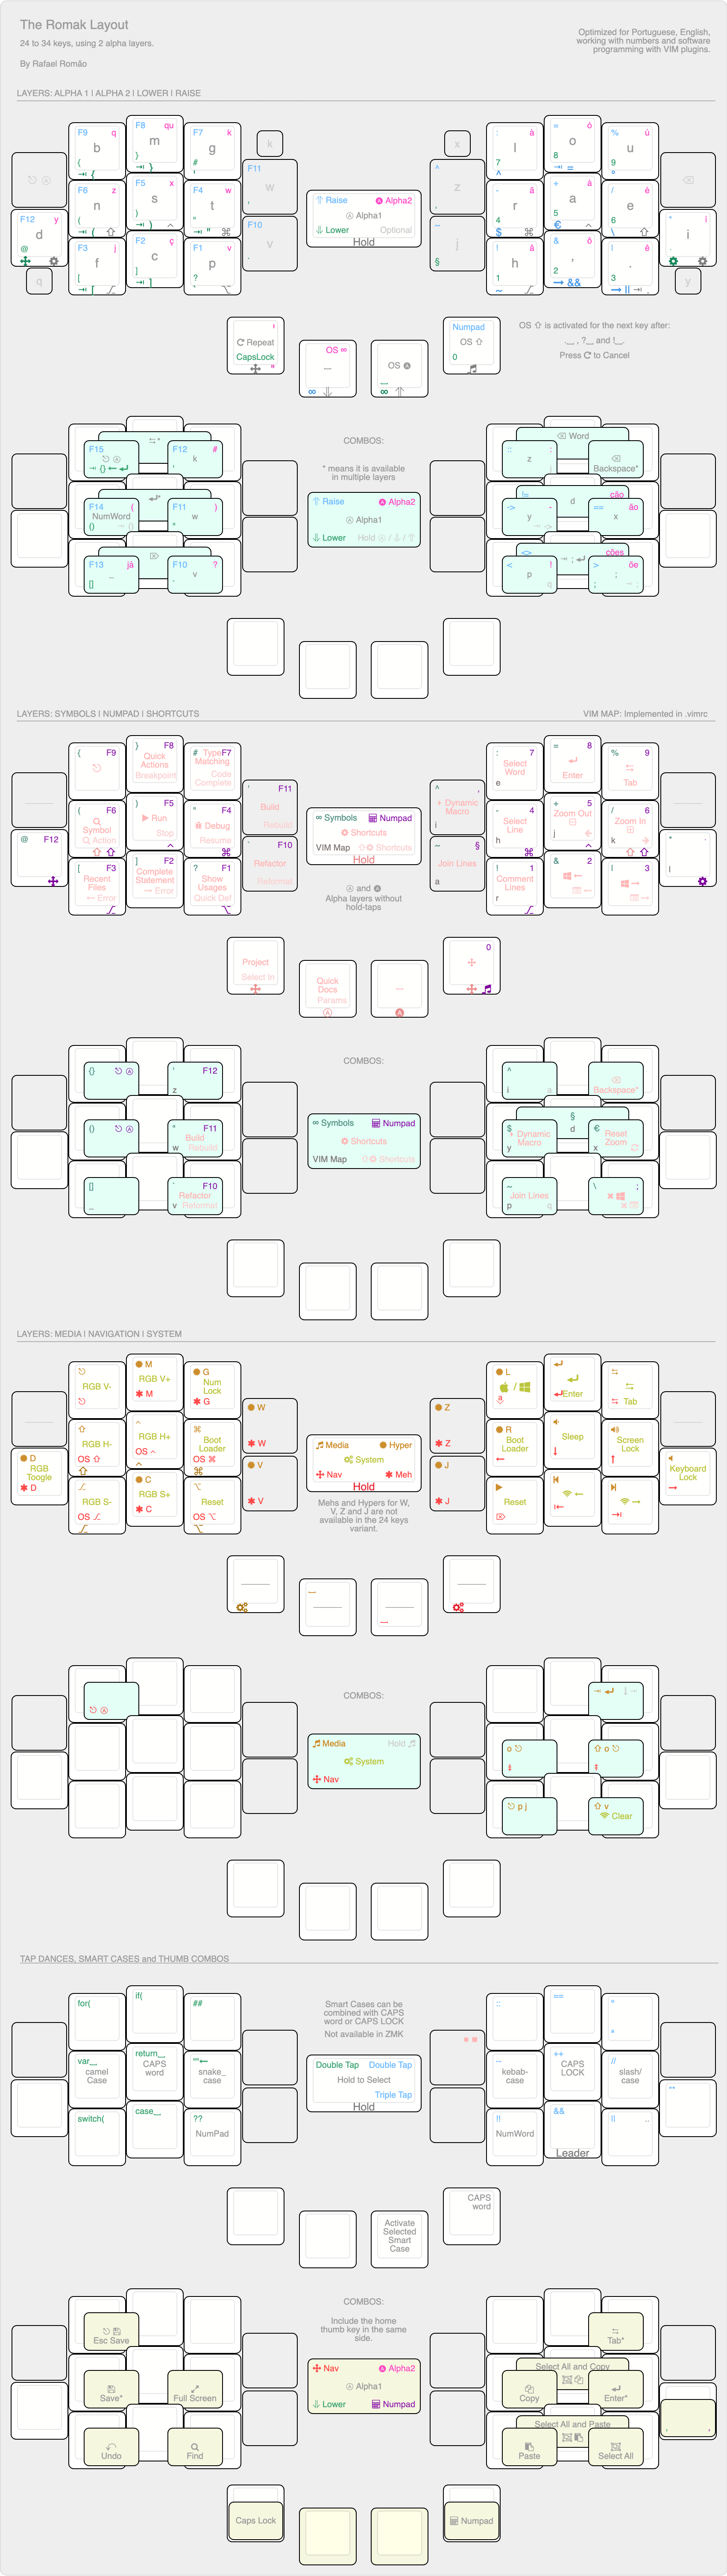 The Romak Layout
24 to 34 keys, using 2 alpha layers.
By Rafael Romão
Optimized for Portuguese, English,
working with numbers and software
programming with VIM plugins.
LAYERS: ALPHA 1 | ALPHA 2 | LOWER | RAISE
F9 q
b
{
F8 qu
m
}
F7 k
g
#
k
F11
w
F6 z
n
(
F5 x
s
)
F4 w
t
"
F12 y
d
@
F10
v
F3 j
f
[
F2 ç
c
]
F1 v
p
?
q
Raise Alpha2
Alpha1
Lower Optional
Hold
x
: à
l
7
^
= ó
o
8
=
% ú
u
9
^
z
- ã
r
4
$
+ á
a
5
€
/ é
e
6
\
i
~
j
§
! â
h
1
~
& õ
,
2
&&
| ê
.
3
||
y
Repeat
CapsLock
OS ∞
∞
OS
∞
Numpad
OS
0
OS ⇧ is activated for the next key after:
Press to Cancel
COMBOS:
* means it is available
in multiple layers
Raise Alpha2
Alpha1
Lower Hold
F15
{}
F12 #
k
F14 (
NumWord
()
F11 )
w
"
F13 já
_
[]
F10 ?
v
Word
:: :
z
Backspace*
!= cão
d
-> -
y
== ão
x
<> ções
;
< !
p
q
> õe
;
LAYERS: SYMBOLS | NUMPAD | SHORTCUTS
VIM MAP: Implemented in .vimrc
{ F9
} F8
Quick
Actions
Breakpoint
# Type F7
Matching
Code
Complete
F11
Build
Rebuild
( F6
Symbol
Action
) F5
Run
Stop
" F4
Debug
Resume
@ F12
F10
Refactor
Reformat
[ F3
Recent
Files
Error
] F2
Complete
Statement
Error
? F1
Show
Usages
Quick Def
∞ Symbols Numpad
Shortcuts
VIM Map Shortcuts
Hold
Ⓐ and 🅐
Alpha layers without
hold-taps
: 7
Select
Word
e
= 8
Enter
% 9
Tab
^
Dynamic
Macro
i
- 4
Select
Line
h
+ 5
Zoom Out
j
/ 6
Zoom In
k
~ §
Join Lines
a
! 1
Comment
Lines
r
& 2
| 3
l
Project
Select In
Quick
Docs
Params
0
COMBOS:
∞ Symbols Numpad
Shortcuts
VIM Map Shortcuts
{}
' F12
z
()
" F11
Build
w Rebuild
[]
_
F10
Refactor
v Reformat
^
i
Backspace*
§
d
$
Dynamic
Macro
y
€
Reset
Zoom
x
~
Join Lines
p q
\ ;
LAYERS: MEDIA | NAVIGATION | SYSTEM
RGB V-
M
RGB V+
M
G
Num
Lock
G
W
W
RGB H-
OS
RGB H+
OS
Boot
Loader
OS
D
RGB
Toogle
D
V
V
RGB S-
OS
C
RGB S+
C
Reset
OS
Media Hyper
System
Nav Meh
Hold
Mehs and Hypers for W,
V, Z and J are not
available in the 24 keys
variant.
L
/
a
Enter
Tab
Z
Z
R
Boot
Loader
Sleep
Screen
Lock
J
J
Reset
Keyboard
Lock
COMBOS:
Media Hold
System
Nav
o
o
p j
v
Clear
TAP DANCES, SMART CASES and THUMB COMBOS
for(
if(
##
var
camel
Case
return
CAPS
word
""
snake_
case
switch(
case
??
NumPad
Smart Cases can be
combined with CAPS
word or CAPS LOCK
Not available in ZMK
Double Tap Double Tap
Hold to Select
Triple Tap
Hold
::
==
--
kebab-
case
++
CAPS
LOCK
//
slash/
case
!!
NumWord
&&
Leader
|| ..
Activate
Selected
Smart
Case
CAPS
word
COMBOS:
Include the home
thumb key in the same
side.
Nav Alpha2
Alpha1
Lower Numpad
Esc Save
Save*
Full Screen
Undo
Find
Tab*
Select All and Copy
Copy
Enter*
Select All and Paste
Paste
Select All
Caps Lock
Numpad